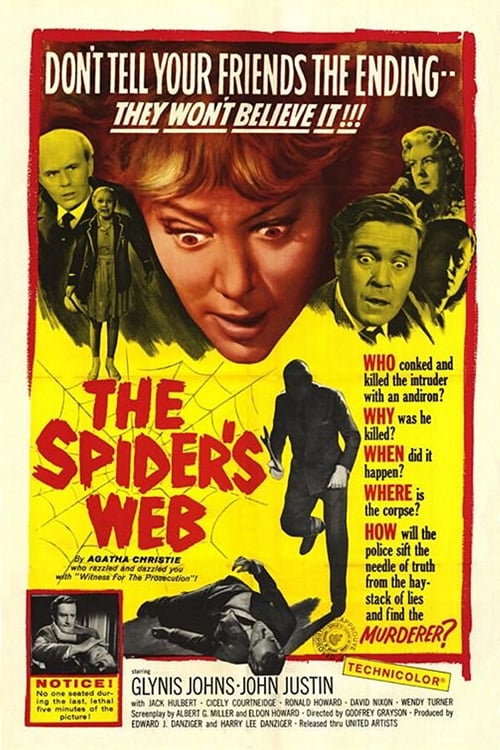 DON'T TELL YOUR FRIENDS THE ENDING--
THEY WON'T BELIEVE IT!!!
THE
SPIDER'S
WEB
By AGATHA CHRISTIE
who razzled and dazzled you
with "Witness For The Prosecution"!
WHO conked and
killed the intruder
with an andiron?
WHY was he
killed?
WHEN did it
happen?
WHERE is
the corpse?
HOW will the
police sift the
needle of truth
from the hay-
stack of lies
and find the
MURDERER?
TECHNICOLOR®
NOTICE!
No one seated dur-
ing the last, lethal
five minutes of the
picture!
starring
GLYNIS JOHNS · JOHN JUSTIN
with JACK HULBERT · CICELY COURTNEIDGE · RONALD HOWARD · DAVID NIXON · WENDY TURNER
Screenplay by ALBERT G. MILLER and ELDON HOWARD · Directed by GODFREY GRAYSON · Produced by
EDWARD J. DANZIGER and HARRY LEE DANZIGER · Released thru UNITED ARTISTS